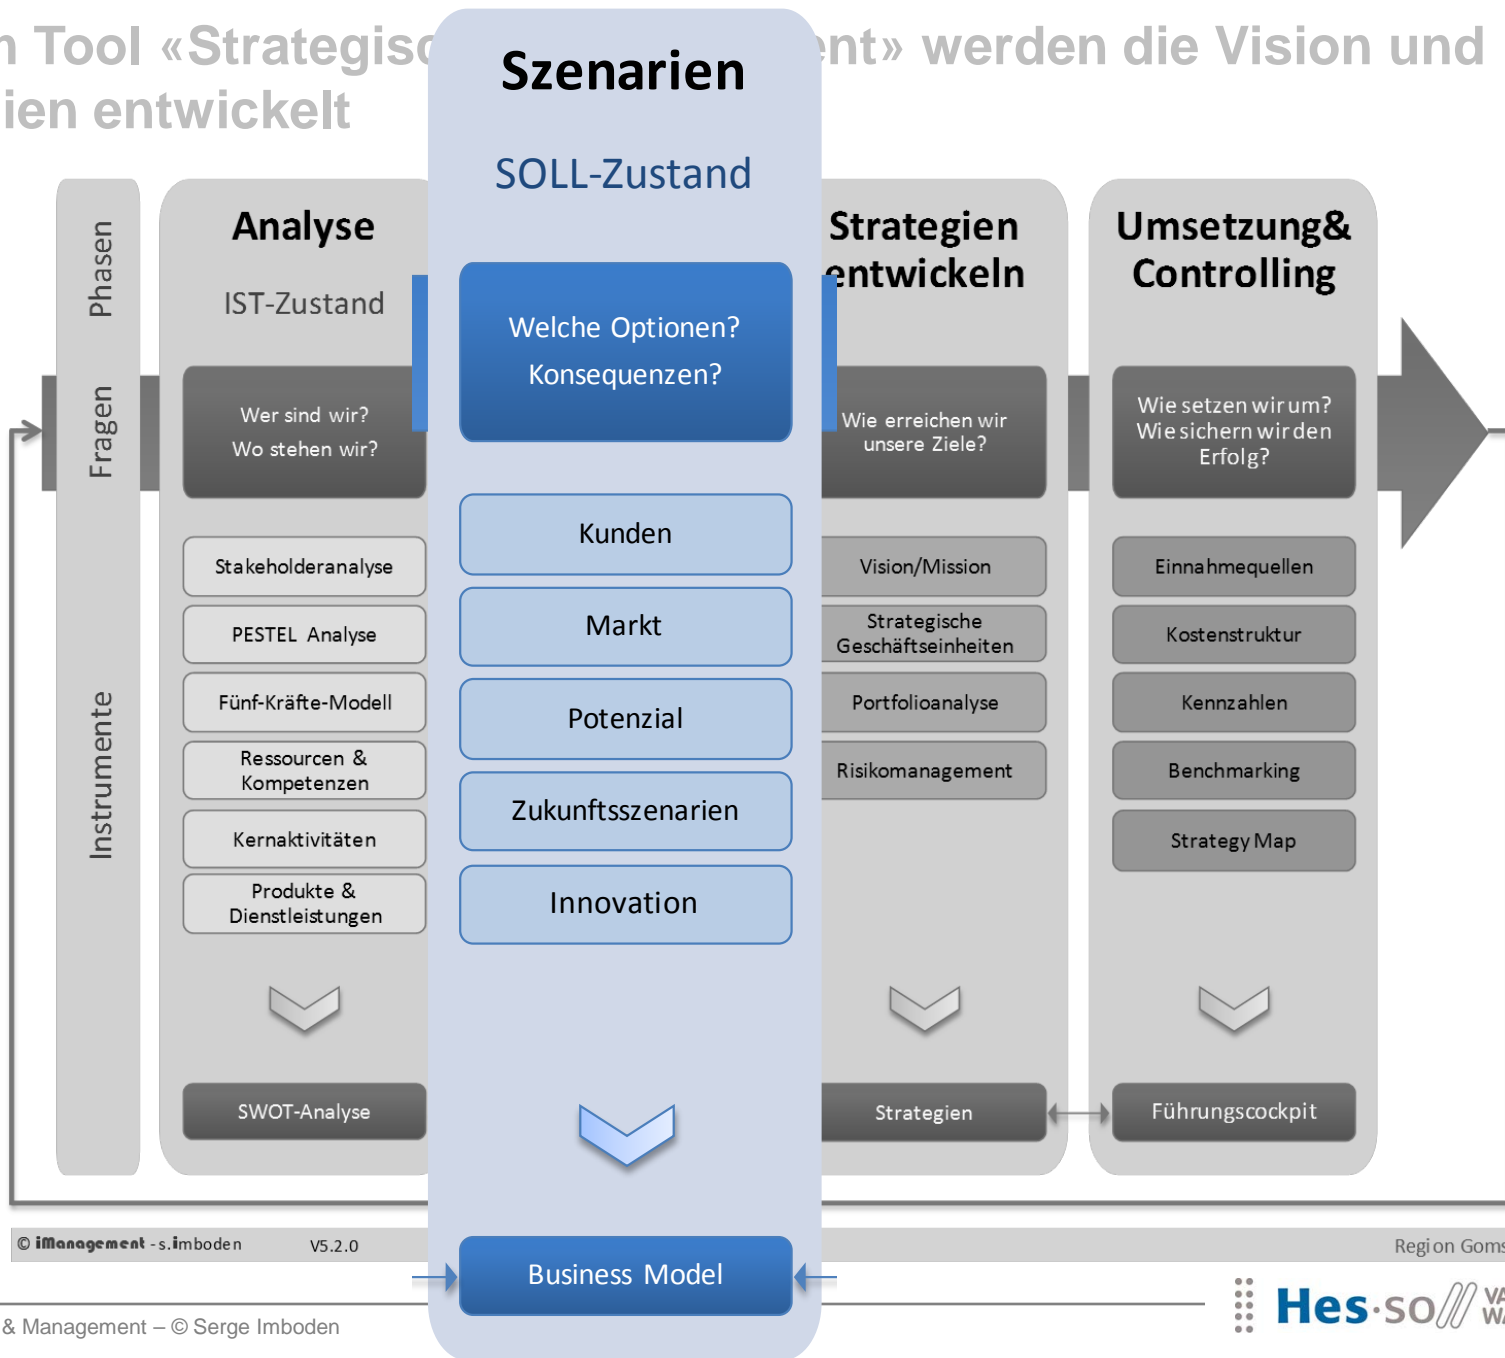 Tool «Strategisc
Szenarien
nt» werden die Vision und
ien entwickelt
SOLL-Zustand
Phasen
Analyse
IST-Zustand
Strategien
entwickeln
Umsetzung&
Controlling
Fragen
Wer sind wir?
Wo stehen wir?
Welche Optionen?
Konsequenzen?
Wie erreichen wir
unsere Ziele?
Wie setzen wir um?
Wie sichern wir den
Erfolg?
Instrumente
Stakeholderanalyse
PESTEL Analyse
Fünf-Kräfte-Modell
Ressourcen &
Kompetenzen
Kernaktivitäten
Produkte &
Dienstleistungen
SWOT-Analyse
Kunden
Markt
Potenzial
Zukunftsszenarien
Innovation
Business Model
Vision/Mission
Strategische
Geschäftseinheiten
Portfolioanalyse
Risikomanagement
Strategien
Einnahmequellen
Kostenstruktur
Kennzahlen
Benchmarking
Strategy Map
Führungscockpit
© iManagement - s.imboden V5.2.0
Region Goms
& Management – © Serge Imboden
Hes·so VA
WA